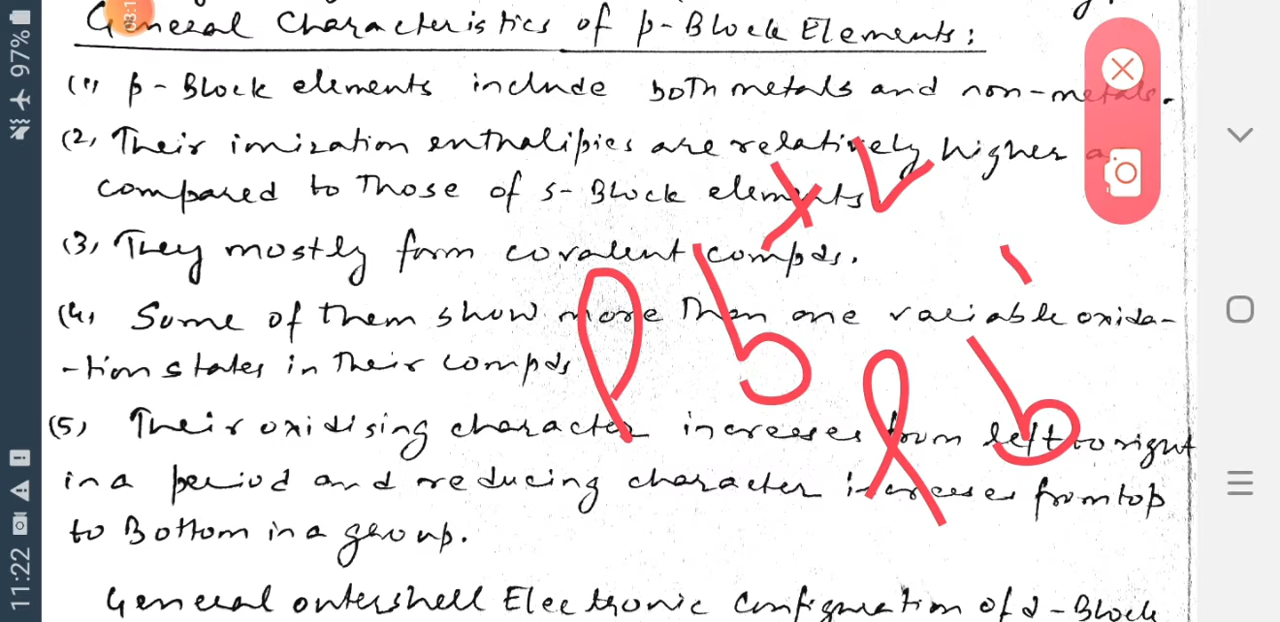 General Characteristics of p-Block Elements:
(1) p-Block elements include both metals and non-metals.
(2) Their ionization enthalpies are relatively higher as
compared to those of s-Block elements
(3) They mostly form covalent compds.
(4) Some of them show more than one variable oxida-
-tion states in their compds
(5) Their oxidising character increases from left to right
in a period and reducing character increases from top
to Bottom in a group.
General outershell Electronic Configuration of d-Block
11:22
97%